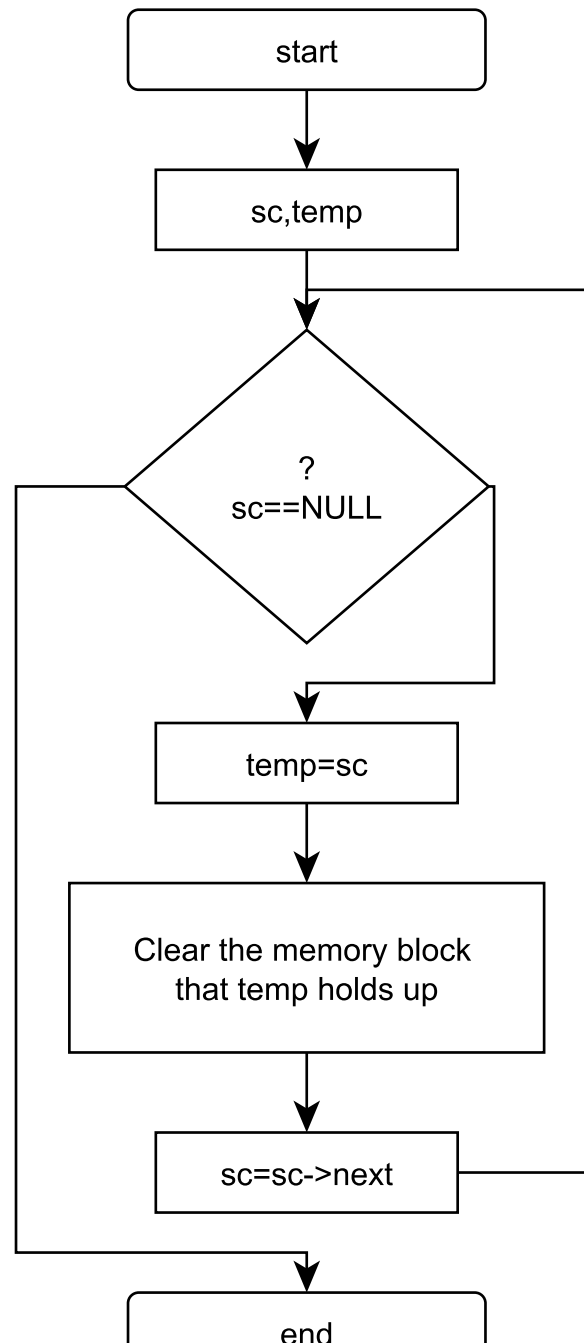 start
sc,temp
?
sc==NULL
temp=sc
Clear the memory block
that temp holds up
sc=sc->next
end